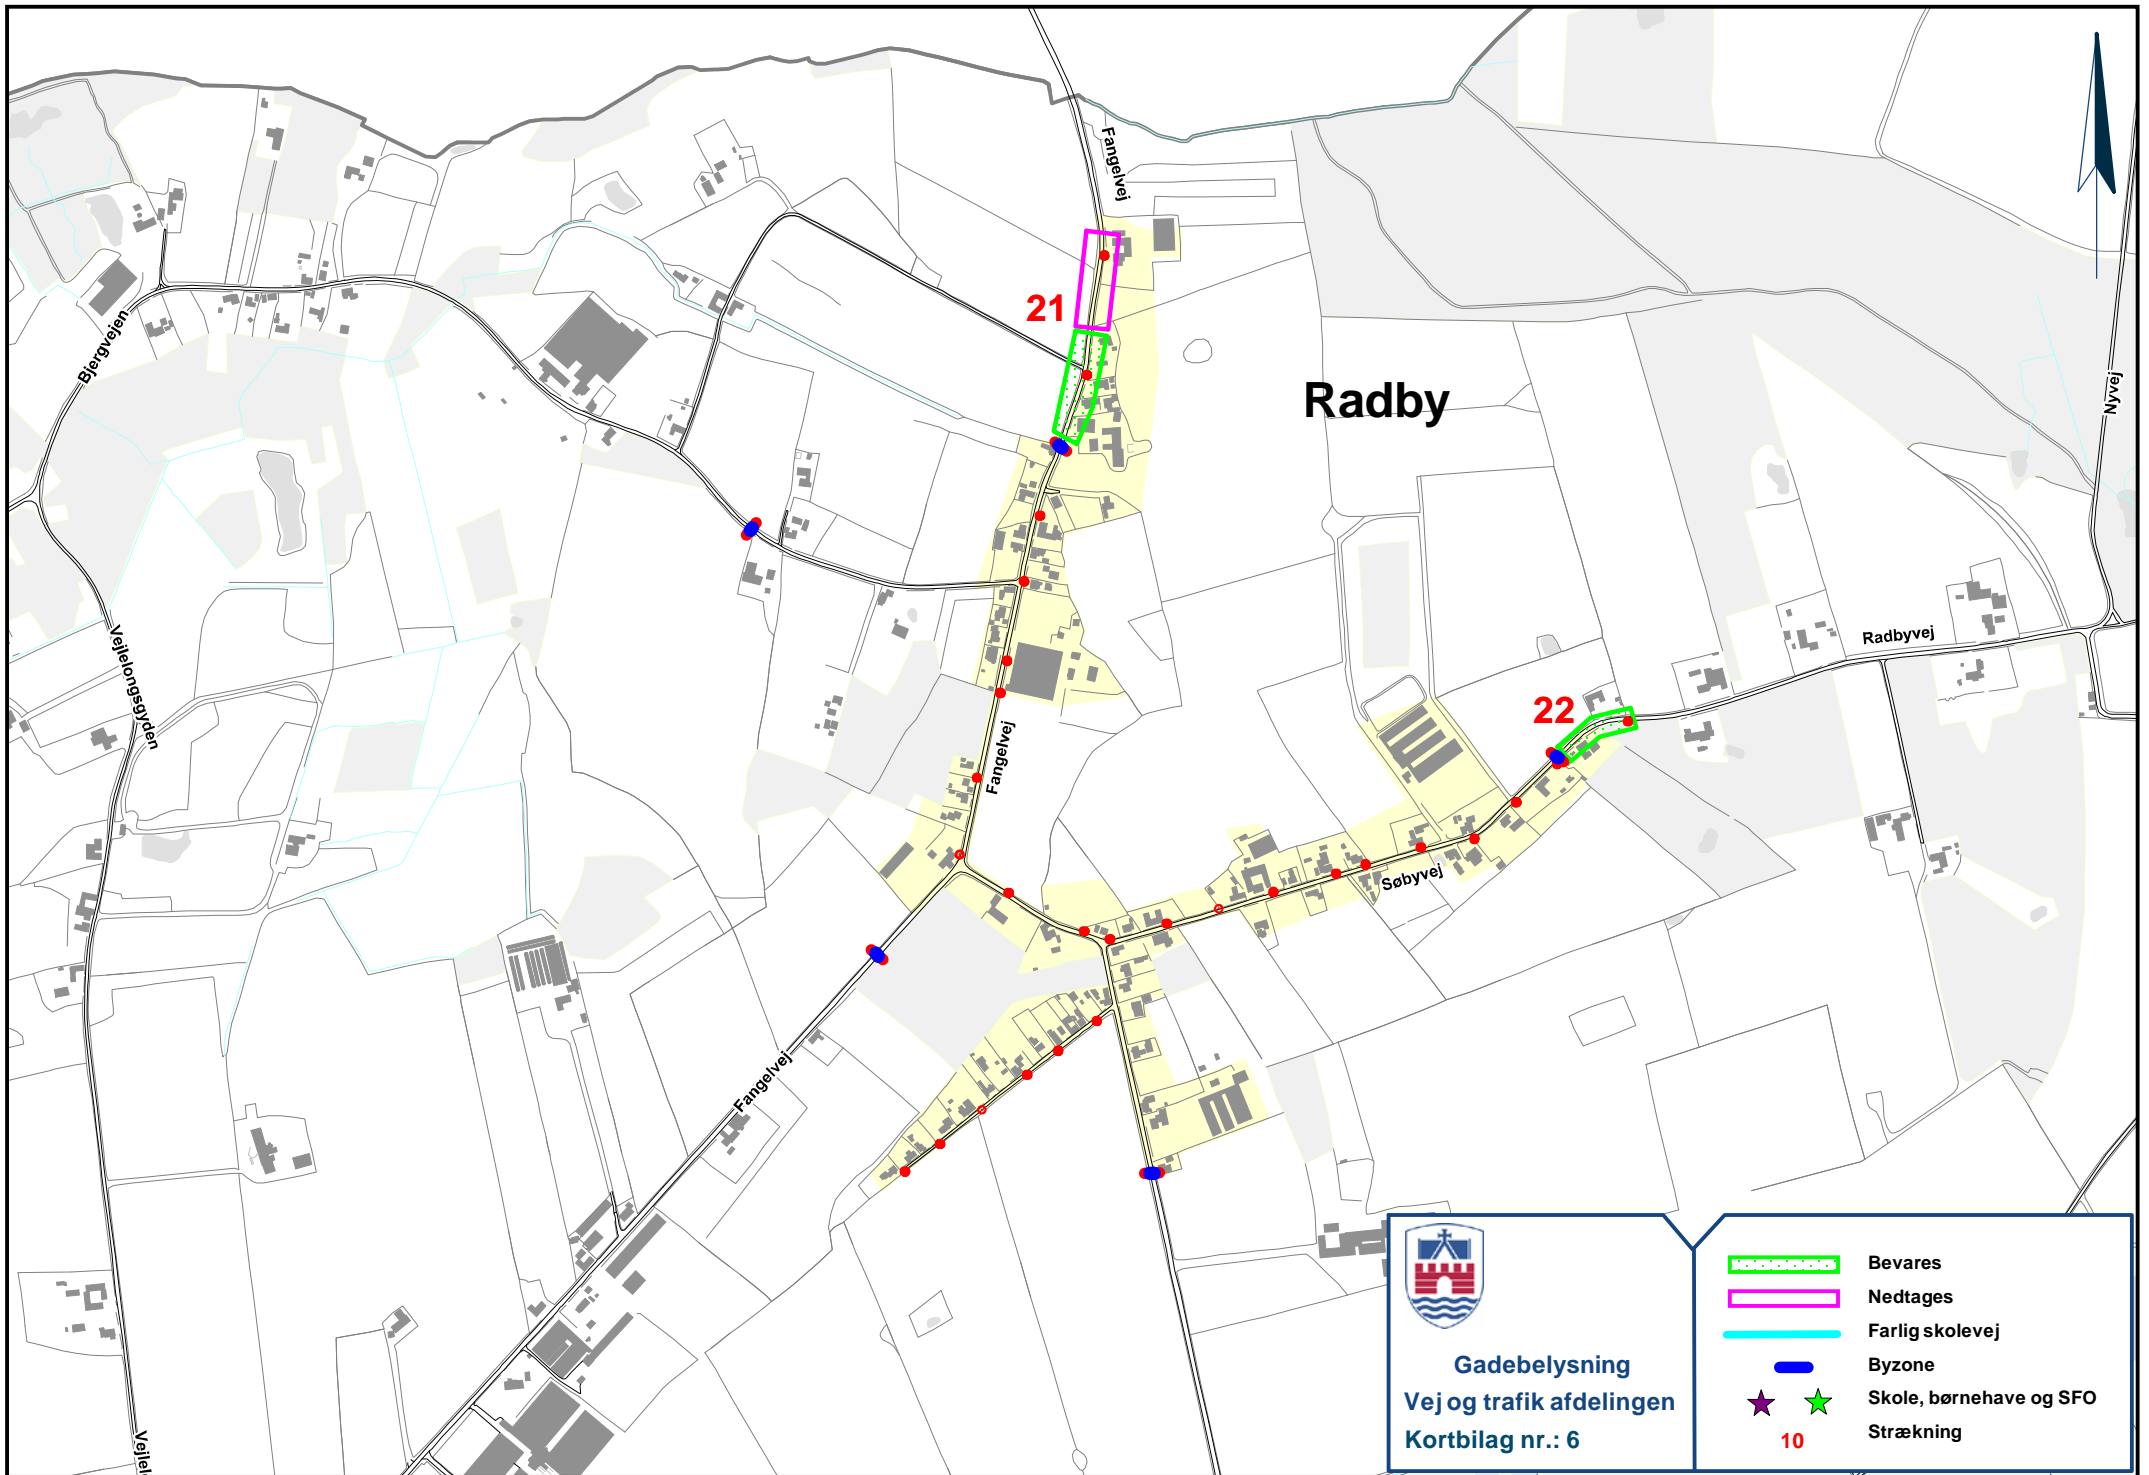 Fangelvej
21
Radby
Bjergvejen
Nyvej
Vejlelongsgyden
Radbyvej
22
Fangelvej
Søbyvej
Fangelvej
Gadebelysning
Vej og trafik afdelingen
Kortbilag nr.: 6
Bevares
Nedtages
Farlig skolevej
Byzone
Skole, børnehave og SFO
10 Strækning